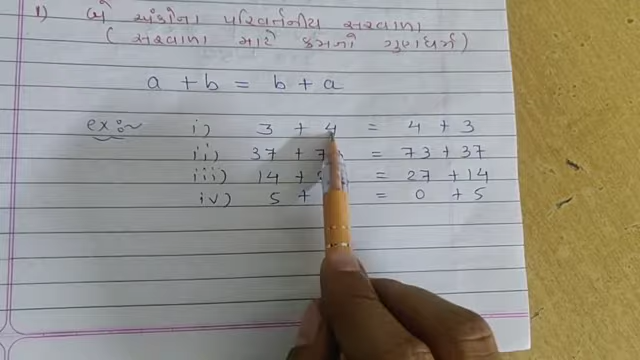 1) બે અંકોના પરિવર્તનીય સરવાળા
( સરવાળા માટે ક્રમનો ગુણધર્મ )
a + b = b + a
ex:~ i) 3 + 4 = 4 + 3
ii) 37 + 7 = 73 + 37
iii) 14 + = 27 + 14
iv) 5 + = 0 + 5